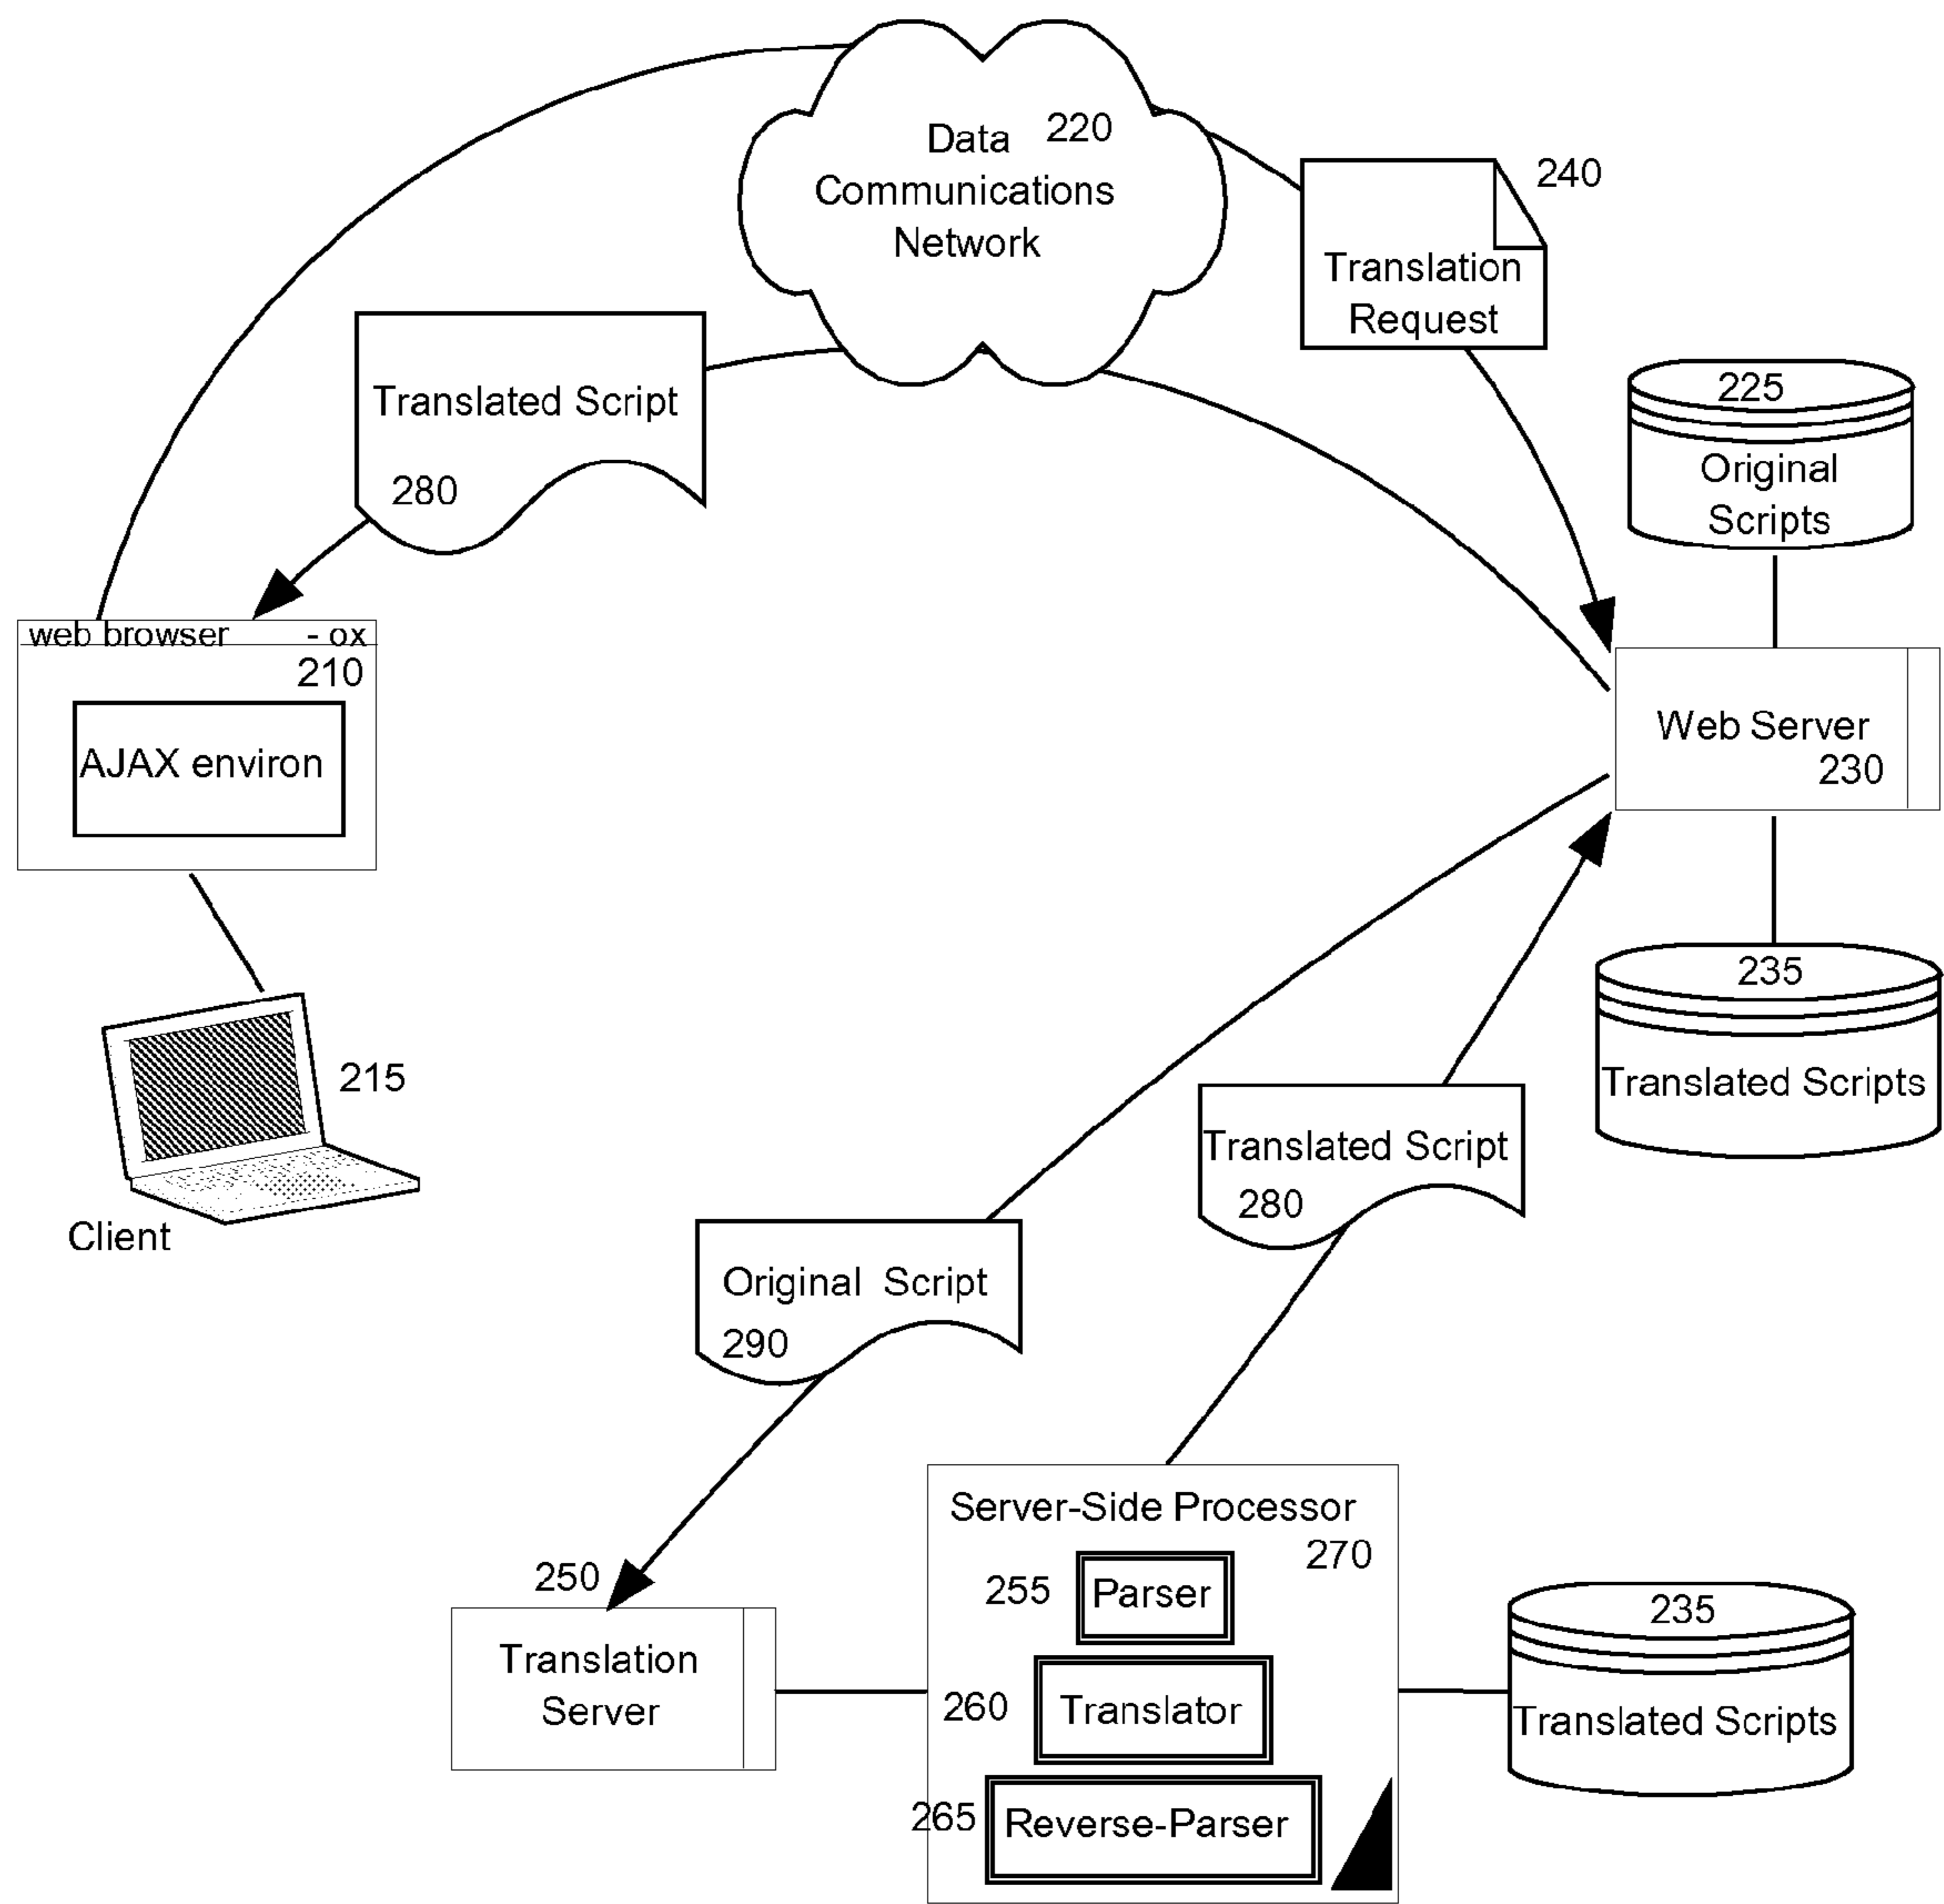 Data 220
Communications
Network
240
Translation
Request
Translated Script
280
225
Original
Scripts
web browser - ox
210
AJAX environ
Web Server
230
235
Translated Scripts
215
Client
Translated Script
280
Original Script
290
Server-Side Processor
270
250
255 Parser
Translation
Server
260 Translator
265 Reverse-Parser
235
Translated Scripts